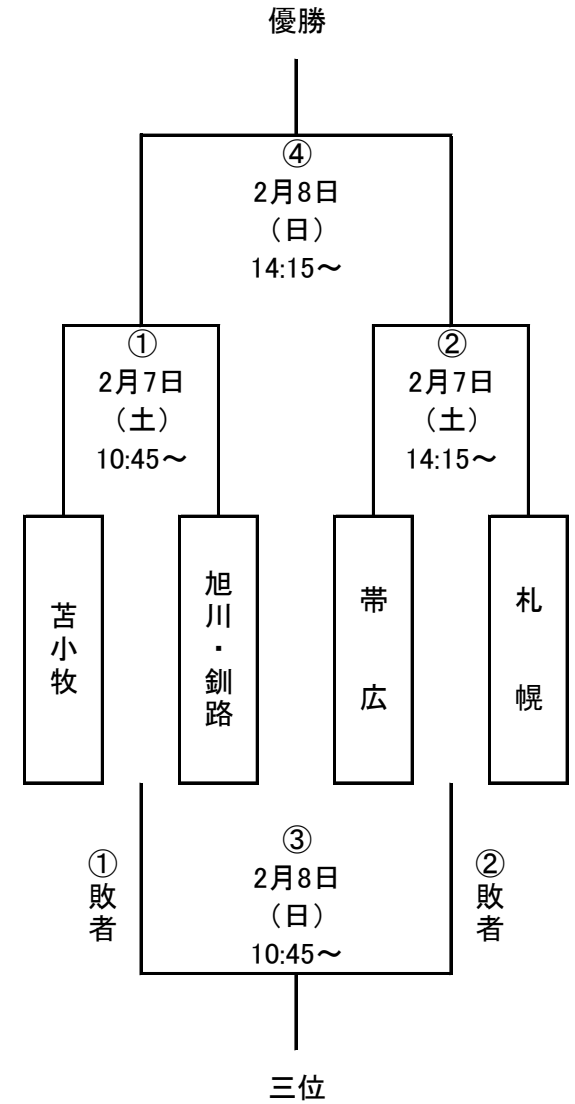 優勝
④
2月8日
（日）
14:15～
①
2月7日
（土）
10:45～
②
2月7日
（土）
14:15～
苫小牧
旭川・釧路
帯広
札幌
①敗者
③
2月8日
（日）
10:45～
②敗者
三位